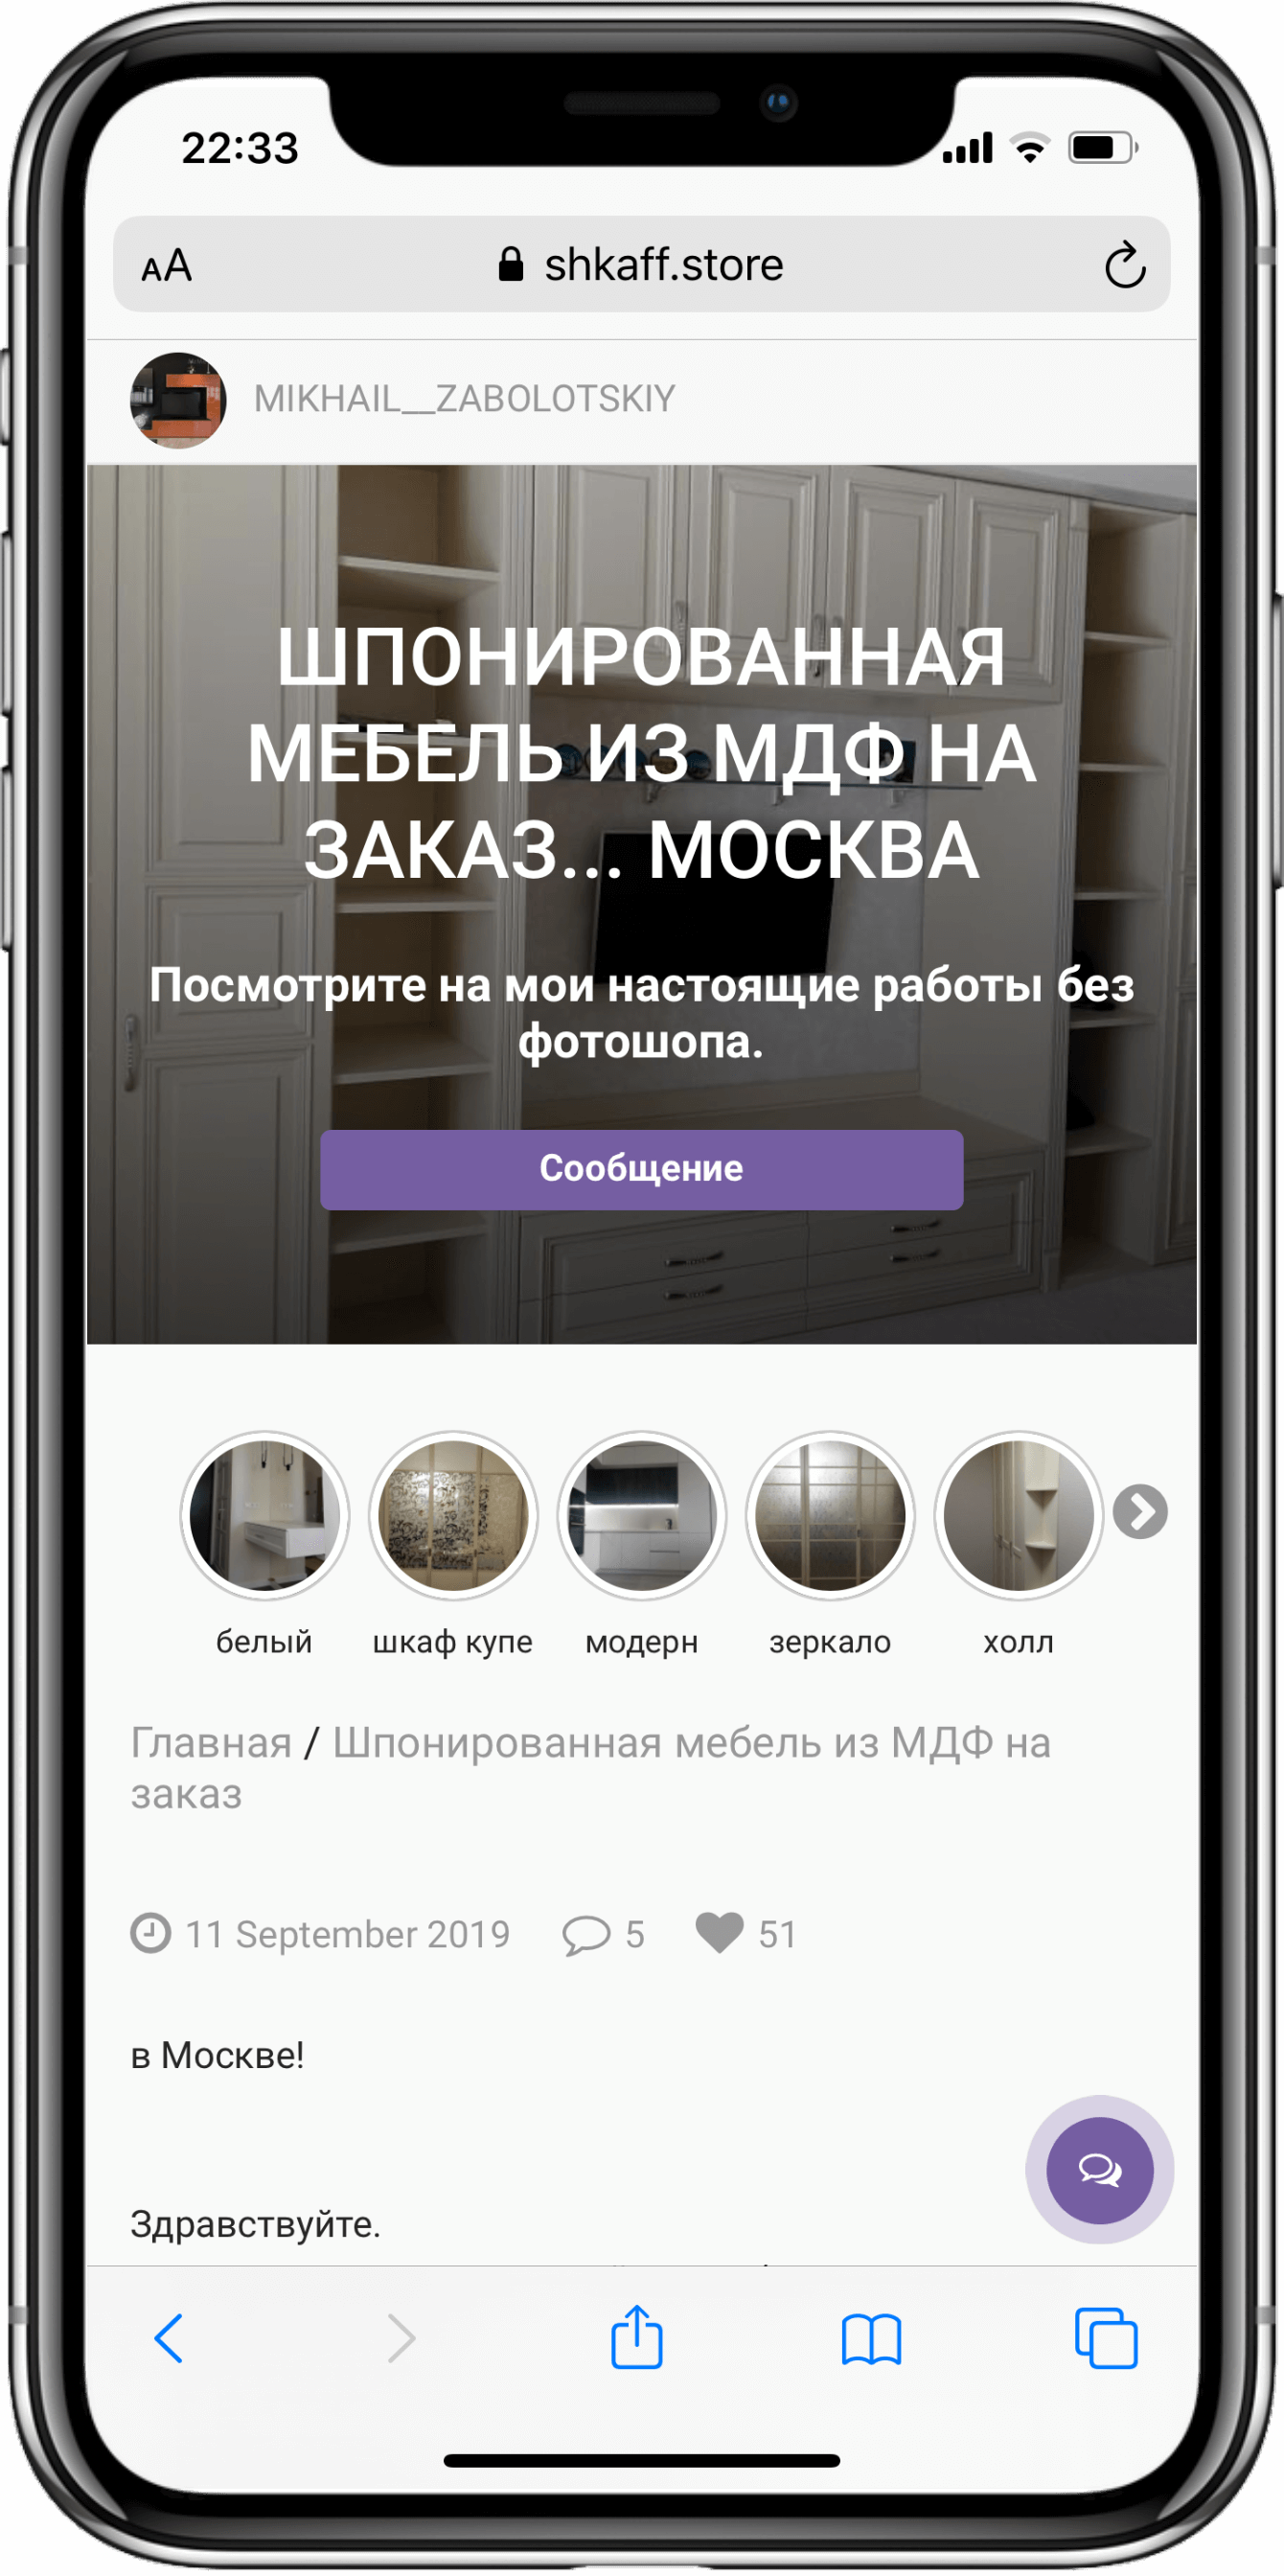 22:33
AA shkaff.store
MIKHAIL__ZABOLOTSKIY
ШПОНИРОВАННАЯ
МЕБЕЛЬ ИЗ МДФ НА
ЗАКАЗ... МОСКВА
Посмотрите на мои настоящие работы без
фотошопа.
Сообщение
белый шкаф купе модерн зеркало холл
Главная / Шпонированная мебель из МДФ на
заказ
11 September 2019 5 51
в Москве!
Здравствуйте.